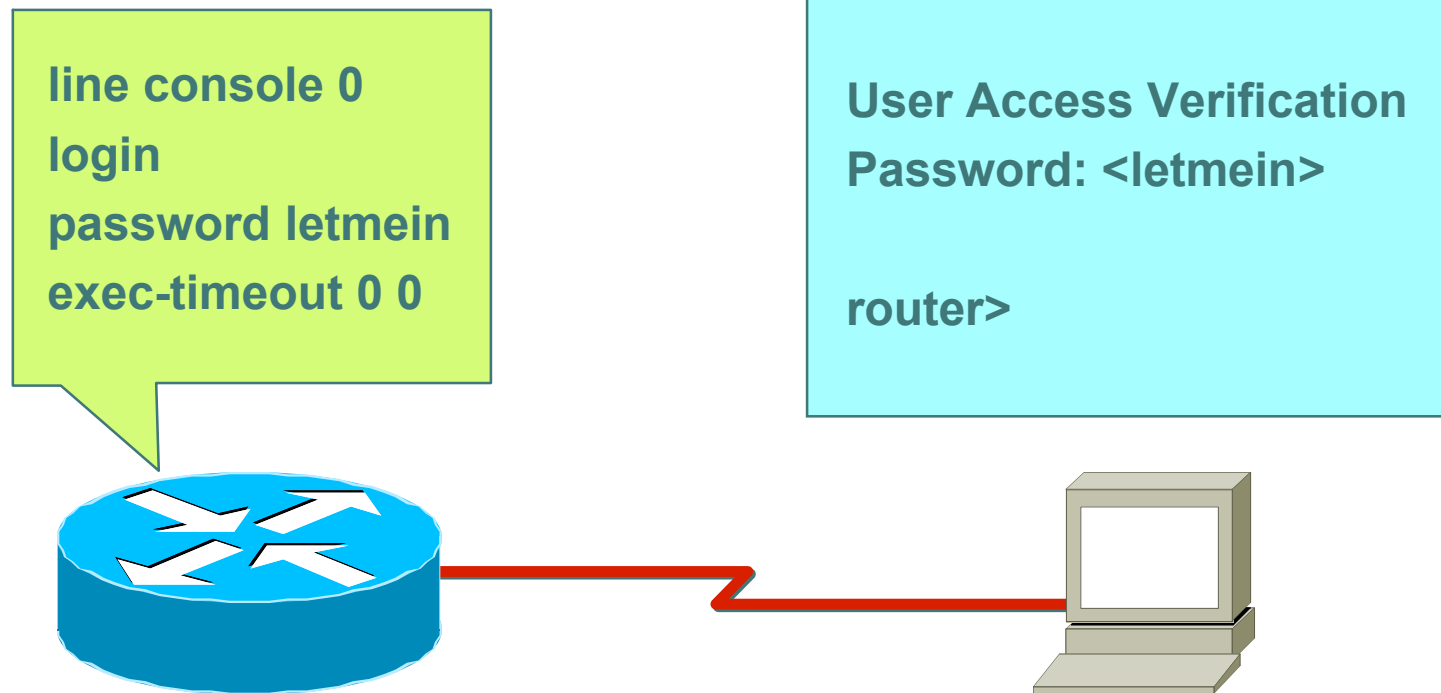 line console 0
login
password letmein
exec-timeout 0 0
User Access Verification
Password: <letmein>
router>